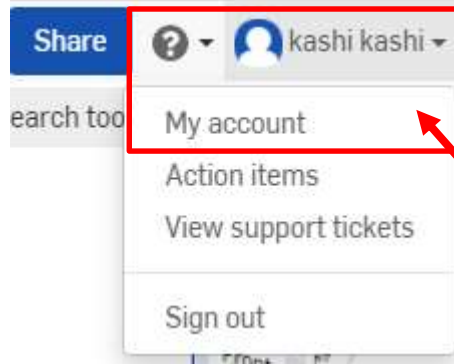 Share ? kashi kashi
earch too
My account
Action items
View support tickets
Sign out